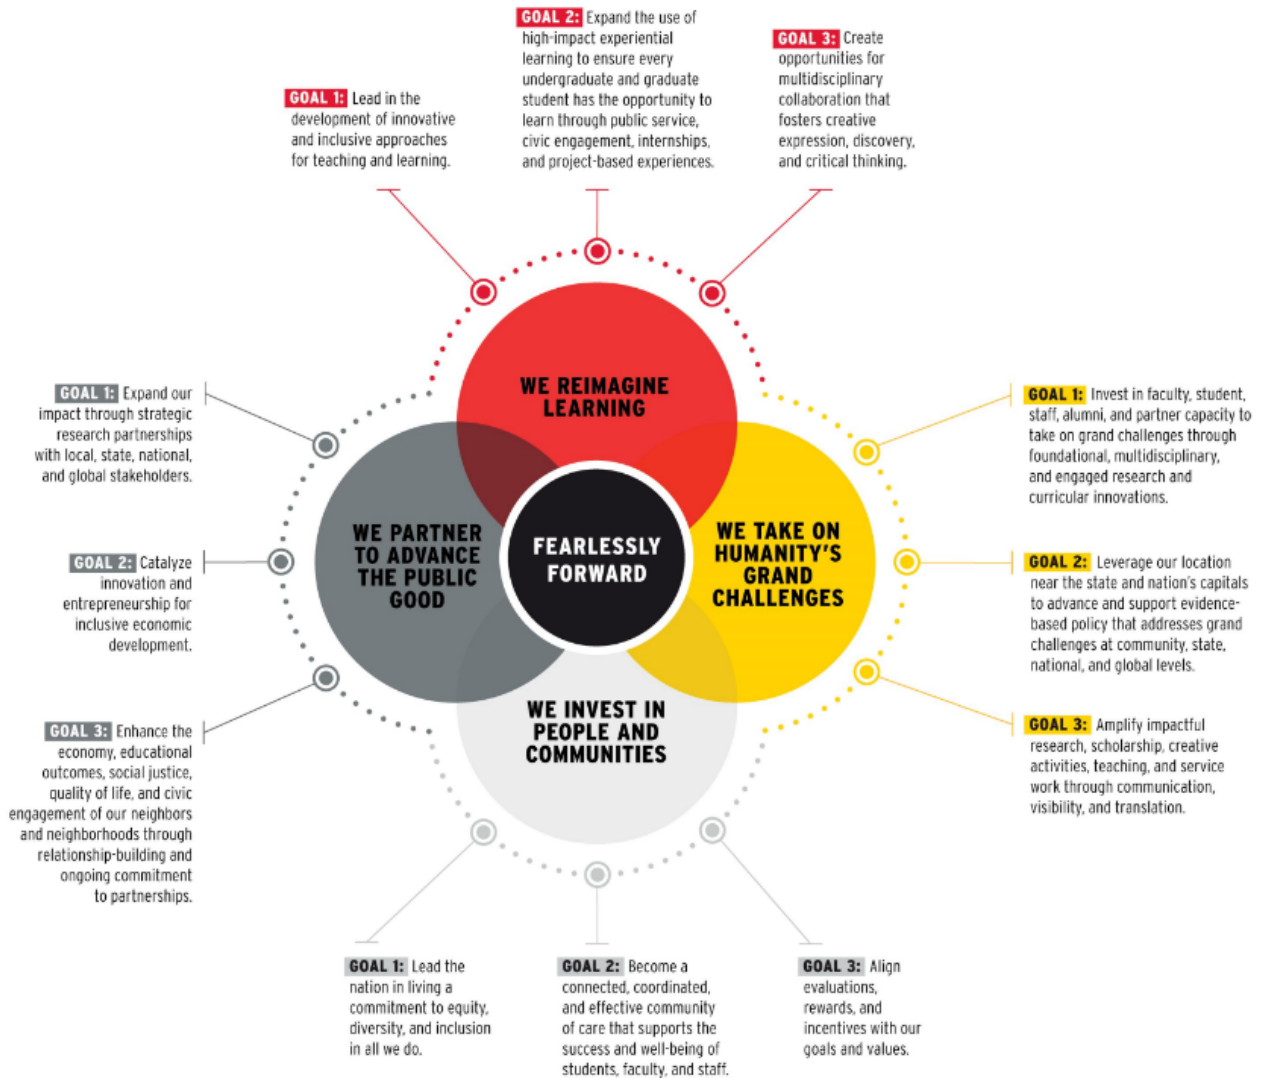 GOAL 1: Lead in the
development of innovative
and inclusive approaches
for teaching and learning.
GOAL 2: Expand the use of
high-impact experiential
learning to ensure every
undergraduate and graduate
student has the opportunity to
learn through public service,
civic engagement, internships,
and project-based experiences.
GOAL 3: Create
opportunities for
multidisciplinary
collaboration that
fosters creative
expression, discovery,
and critical thinking.
WE REIMAGINE
LEARNING
GOAL 1: Expand our
impact through strategic
research partnerships
with local, state, national,
and global stakeholders.
GOAL 2: Catalyze
innovation and
entrepreneurship for
inclusive economic
development.
GOAL 3: Enhance the
economy, educational
outcomes, social justice,
quality of life, and civic
engagement of our neighbors
and neighborhoods through
relationship-building and
ongoing commitment
to partnerships.
WE PARTNER
TO ADVANCE
THE PUBLIC
GOOD
FEARLESSLY
FORWARD
WE TAKE ON
HUMANITY'S
GRAND
CHALLENGES
GOAL 1: Invest in faculty, student,
staff, alumni, and partner capacity to
take on grand challenges through
foundational, multidisciplinary,
and engaged research and
curricular innovations.
GOAL 2: Leverage our location
near the state and nation's capitals
to advance and support evidence-
based policy that addresses grand
challenges at community, state,
national, and global levels.
GOAL 3: Amplify impactful
research, scholarship, creative
activities, teaching, and service
work through communication,
visibility, and translation.
WE INVEST IN
PEOPLE AND
COMMUNITIES
GOAL 1: Lead the
nation in living a
commitment to equity,
diversity, and inclusion
in all we do.
GOAL 2: Become a
connected, coordinated,
and effective community
of care that supports the
success and well-being of
students, faculty, and staff.
GOAL 3: Align
evaluations,
rewards, and
incentives with our
goals and values.